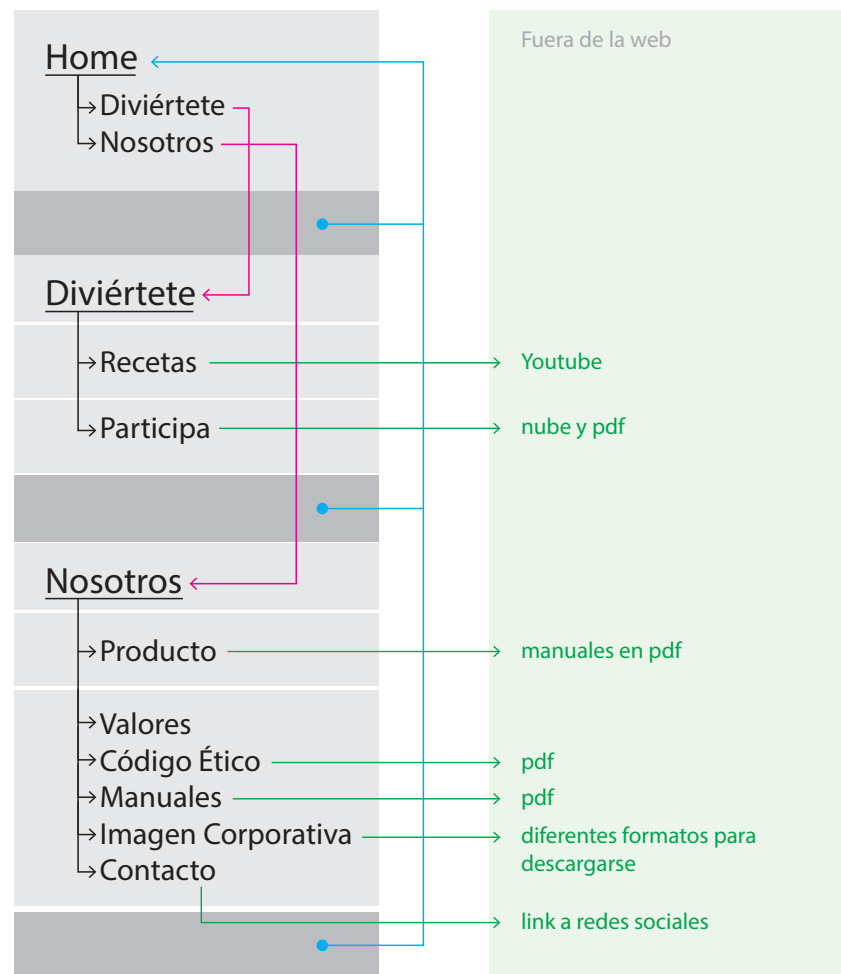 Home
Fuera de la web
Diviértete
Nosotros
Diviértete
Recetas
Youtube
Participa
nube y pdf
Nosotros
Producto
manuales en pdf
Valores
Código Ético
pdf
Manuales
pdf
Imagen Corporativa
diferentes formatos para
descargarse
Contacto
link a redes sociales